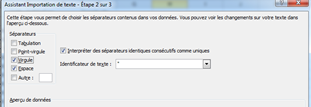 Assistant Importation de texte - Étape 2 sur 3
Cette étape vous permet de choisir les séparateurs contenus dans vos données. Vous pouvez voir les changements sur votre texte dans l'aperçu ci-dessous.
Séparateurs
Tabulation
Point-virgule
Virgule
Espace
Autre :
Interpréter des séparateurs identiques consécutifs comme uniques
Identificateur de texte : "
Aperçu de données